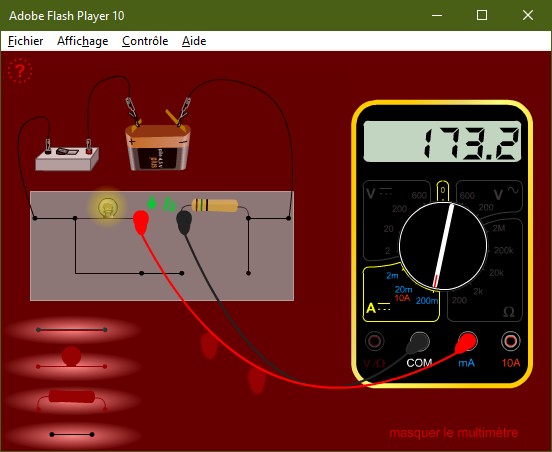 Adobe Flash Player 10
Fichier Affichage Contrôle Aide
?
+ −
173.2
V 600 0 600 V
200 200
20 2M
2 200k
2m 20k
20m 2k
10A 200m 200
A Ω
V/Ω COM mA 10A
masquer le multimètre